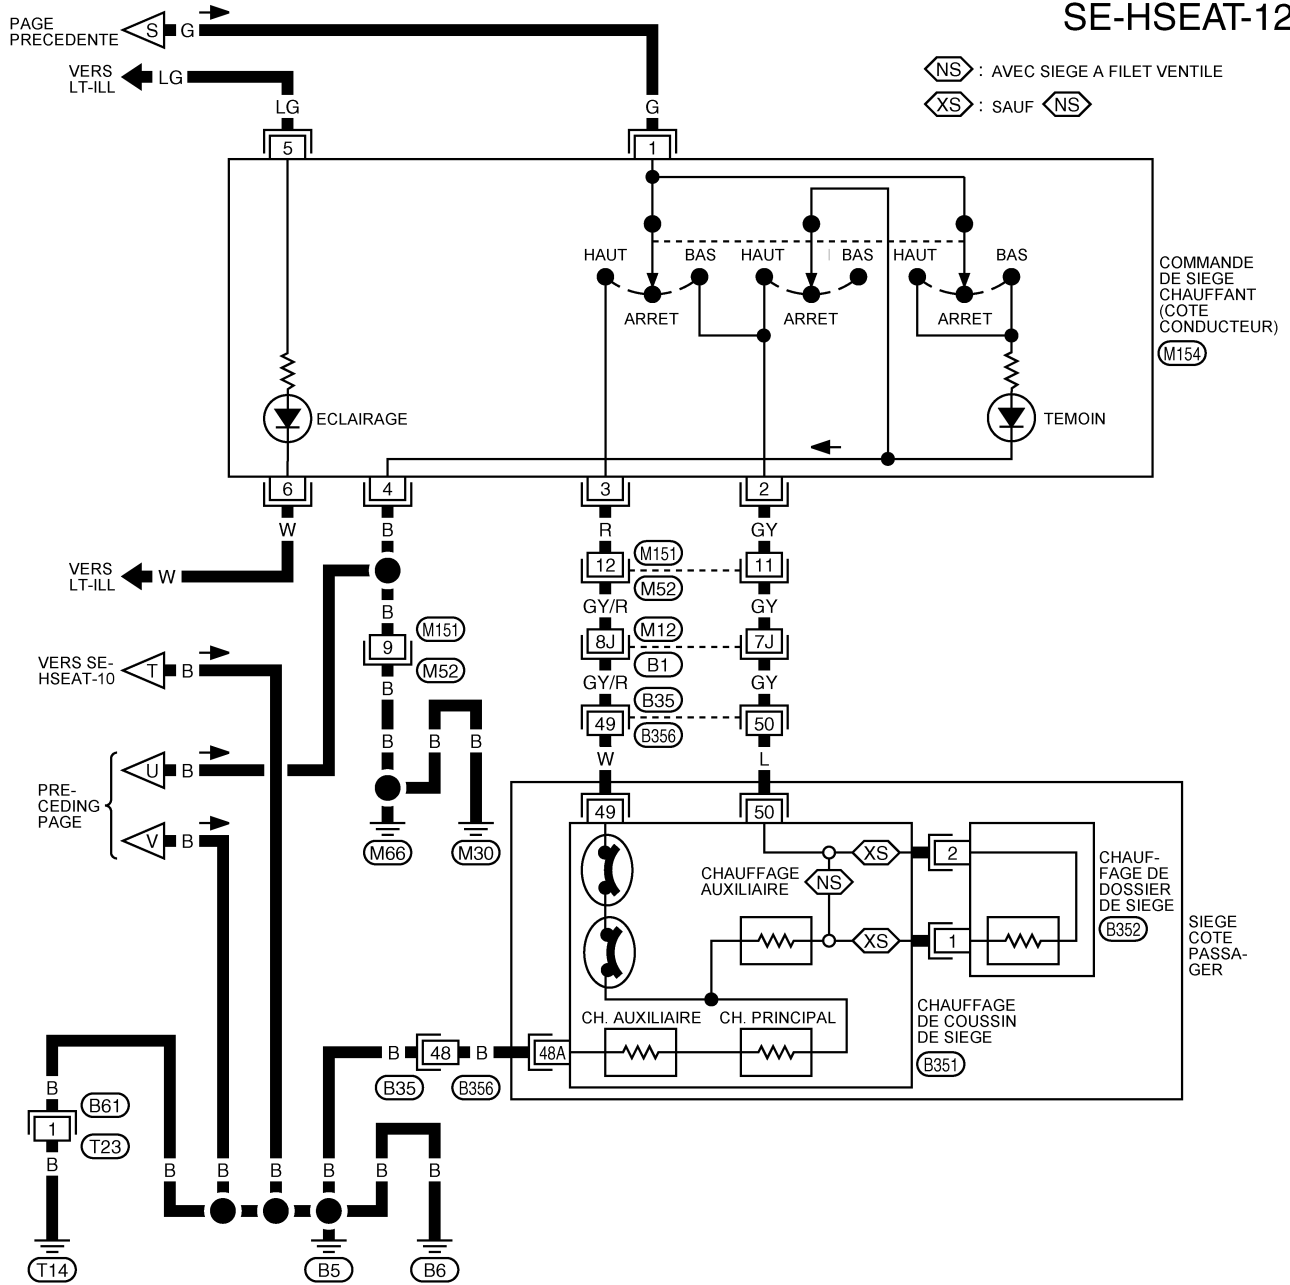 SE-HSEAT-12
PAGE
PRECEDENTE
S
G
VERS
LT-ILL
LG
LG
G
NS : AVEC SIEGE A FILET VENTILE
XS : SAUF NS
5
1
HAUT
BAS
HAUT
BAS
HAUT
BAS
ARRET
ARRET
ARRET
COMMANDE
DE SIEGE
CHAUFFANT
(COTE
CONDUCTEUR)
M154
ECLAIRAGE
TEMOIN
6
4
3
2
W
B
R
GY
VERS
LT-ILL
W
12
M151
M52
11
B
GY/R
GY
9
M151
M52
8J
M12
B1
7J
VERS SE-
HSEAT-10
T
B
B
GY/R
GY
49
B35
B356
50
B
B
B
W
L
PRE-
CEDING
PAGE
U
B
V
B
M66
M30
49
50
CHAUFFAGE
AUXILIAIRE
XS
NS
XS
2
1
CHAUF-
FAGE DE
DOSSIER
DE SIEGE
B352
SIEGE
COTE
PASSA-
GER
CH. AUXILIAIRE
CH. PRINCIPAL
CHAUFFAGE
DE COUSSIN
DE SIEGE
B351
B
48
B
48A
B35
B356
B
1
B61
T23
B
B
B
B
B
B
B
T14
B5
B6